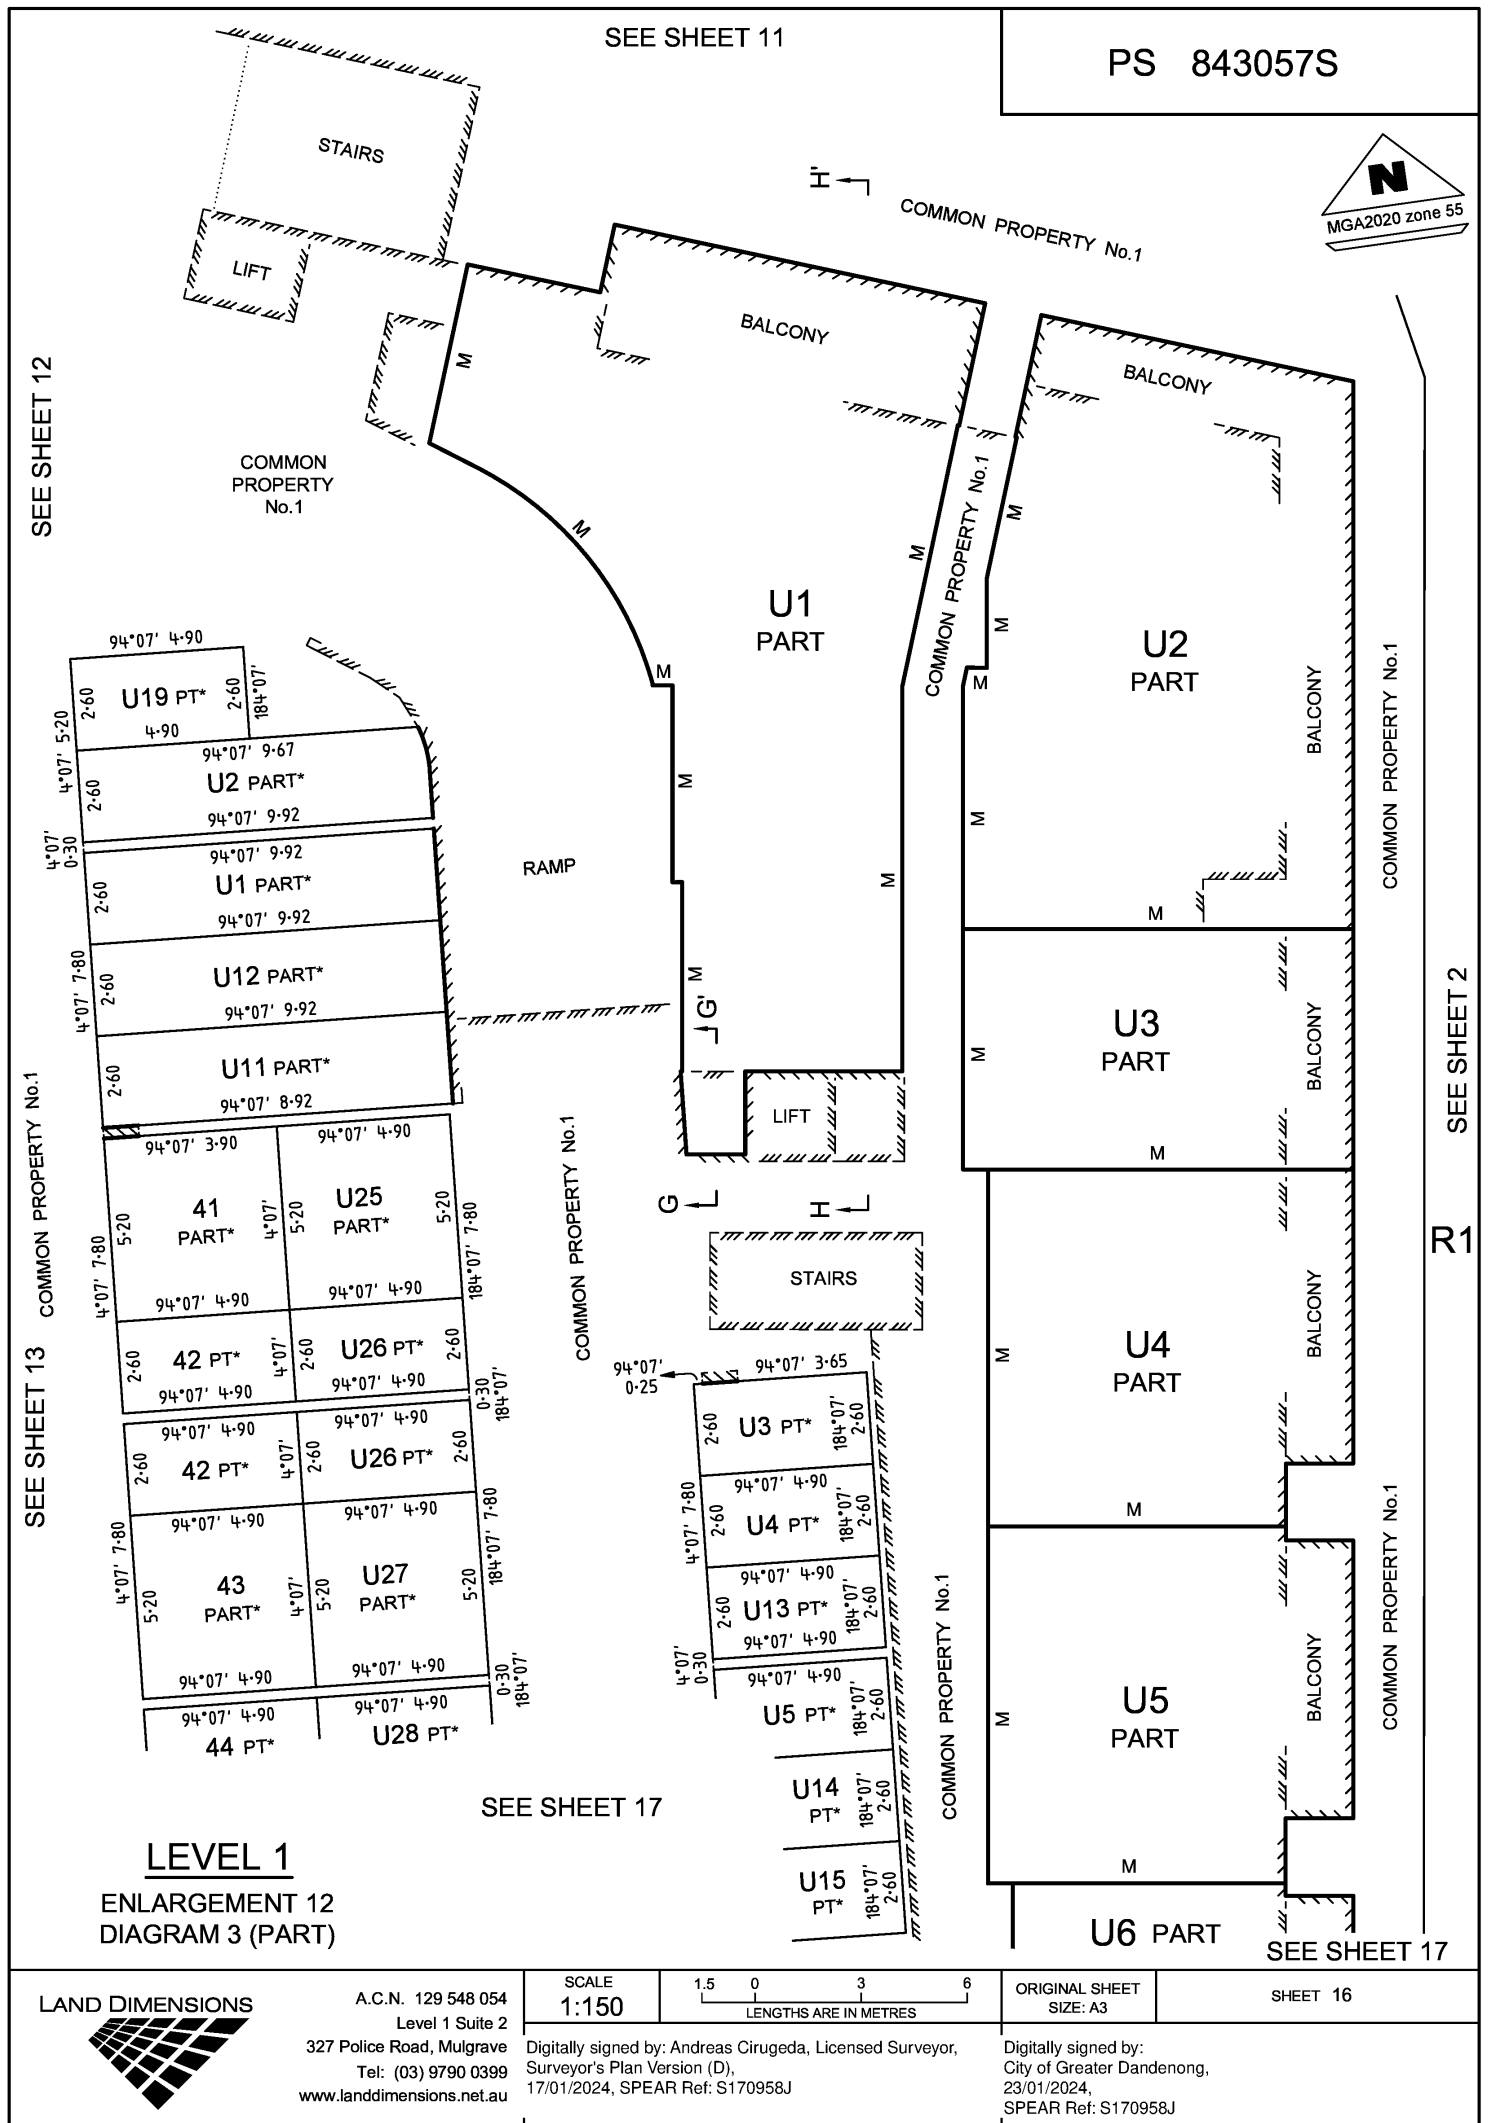 SEE SHEET 11
PS 843057S
N
MGA2020 zone 55
STAIRS
H'
COMMON PROPERTY No.1
LIFT
BALCONY
BALCONY
M
SEE SHEET 12
COMMON
PROPERTY
No.1
M
M
M
COMMON PROPERTY No.1
U1
PART
M
M
M
U2
PART
BALCONY
COMMON PROPERTY No.1
94°07' 4·90
2·60
U19 PT*
2·60
184°07'
4·90
4°07' 5·20
94°07' 9·67
U2 PART*
2·60
94°07' 9·92
4°07'
0·30
94°07' 9·92
U1 PART*
2·60
94°07' 9·92
RAMP
M
M
M
M
U12 PART*
2·60
94°07' 9·92
4°07' 7·80
M
G'
U3
PART
M
BALCONY
SEE SHEET 2
U11 PART*
2·60
94°07' 8·92
COMMON PROPERTY No.1
COMMON PROPERTY No.1
LIFT
M
94°07' 3·90
94°07' 4·90
41
PART*
5·20
4°07'
5·20
U25
PART*
5·20
184°07' 7·80
4°07' 7·80
94°07' 4·90
94°07' 4·90
G
H
R1
STAIRS
BALCONY
SEE SHEET 13
2·60
42 PT*
4°07'
2·60
U26 PT*
2·60
94°07' 4·90
94°07' 4·90
0·30
184°07'
M
U4
PART
94°07'
0·25
94°07' 3·65
94°07' 4·90
94°07' 4·90
2·60
42 PT*
4°07'
2·60
U26 PT*
2·60
2·60
U3 PT*
184°07'
2·60
94°07' 4·90
94°07' 4·90
94°07' 4·90
4°07' 7·80
2·60
U4 PT*
184°07'
2·60
M
COMMON PROPERTY No.1
4°07' 7·80
5·20
43
PART*
4°07'
5·20
U27
PART*
5·20
184°07' 7·80
94°07' 4·90
2·60
U13 PT*
184°07'
2·60
94°07' 4·90
COMMON PROPERTY No.1
BALCONY
94°07' 4·90
94°07' 4·90
0·30
184°07'
4°07'
0·30
94°07' 4·90
U5 PT*
184°07'
2·60
M
U5
PART
94°07' 4·90
94°07' 4·90
44 PT*
U28 PT*
U14
PT*
184°07'
2·60
SEE SHEET 17
LEVEL 1
M
U15
PT*
184°07'
2·60
ENLARGEMENT 12
DIAGRAM 3 (PART)
U6 PART
SEE SHEET 17
LAND DIMENSIONS
A.C.N. 129 548 054
Level 1 Suite 2
327 Police Road, Mulgrave
Tel: (03) 9790 0399
www.landdimensions.net.au
SCALE
1:150
1.5 0 3 6
LENGTHS ARE IN METRES
ORIGINAL SHEET
SIZE: A3
SHEET 16
Digitally signed by: Andreas Cirugeda, Licensed Surveyor,
Surveyor's Plan Version (D),
17/01/2024, SPEAR Ref: S170958J
Digitally signed by:
City of Greater Dandenong,
23/01/2024,
SPEAR Ref: S170958J